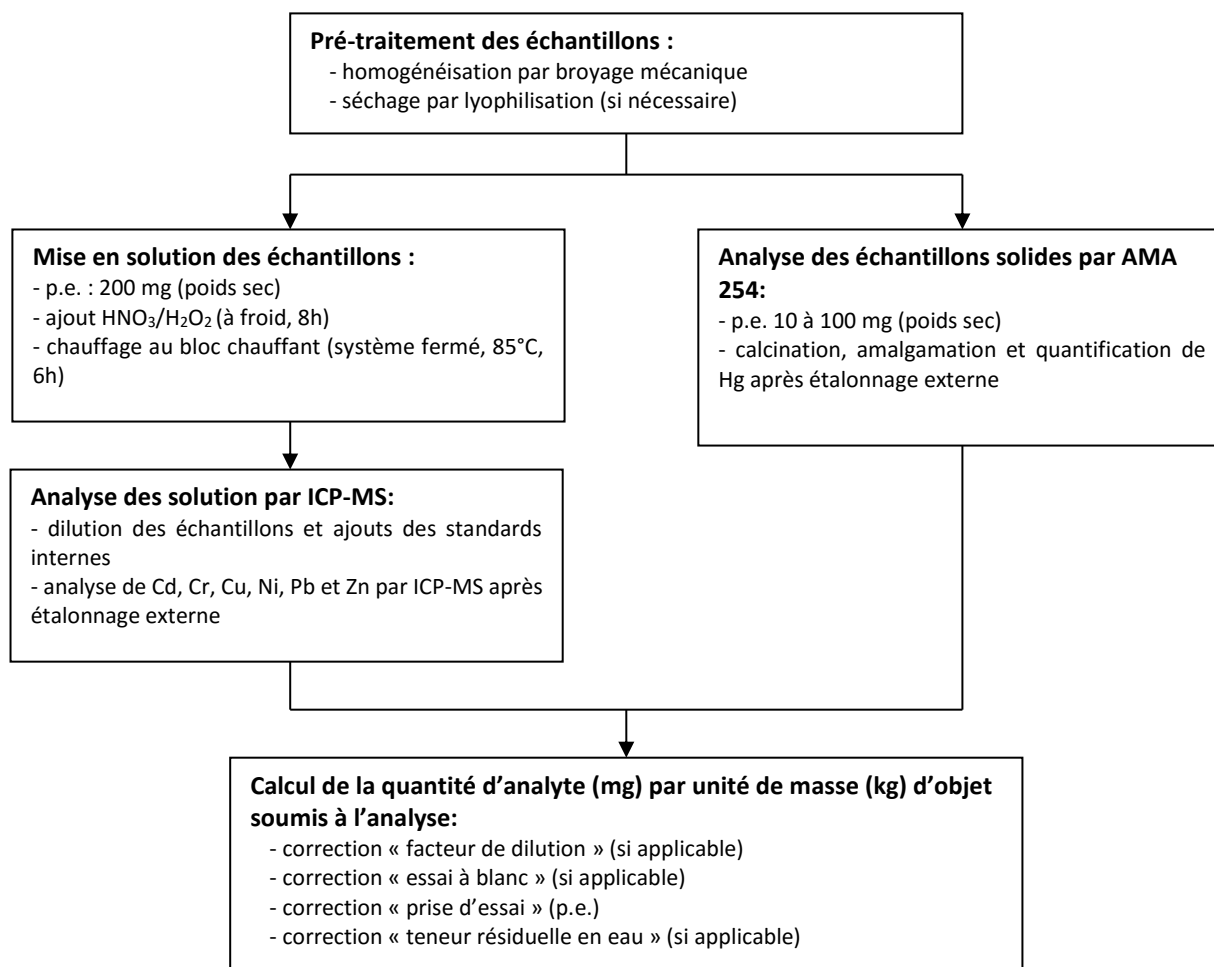 Pré-traitement des échantillons :
- homogénéisation par broyage mécanique
- séchage par lyophilisation (si nécessaire)
Mise en solution des échantillons :
- p.e. : 200 mg (poids sec)
- ajout HNO₃/H₂O₂ (à froid, 8h)
- chauffage au bloc chauffant (système fermé, 85°C,
6h)
Analyse des solution par ICP-MS:
- dilution des échantillons et ajouts des standards
internes
- analyse de Cd, Cr, Cu, Ni, Pb et Zn par ICP-MS après
étalonnage externe
Analyse des échantillons solides par AMA
254:
- p.e. 10 à 100 mg (poids sec)
- calcination, amalgamation et quantification de
Hg après étalonnage externe
Calcul de la quantité d’analyte (mg) par unité de masse (kg) d’objet
soumis à l’analyse:
- correction « facteur de dilution » (si applicable)
- correction « essai à blanc » (si applicable)
- correction « prise d’essai » (p.e.)
- correction « teneur résiduelle en eau » (si applicable)